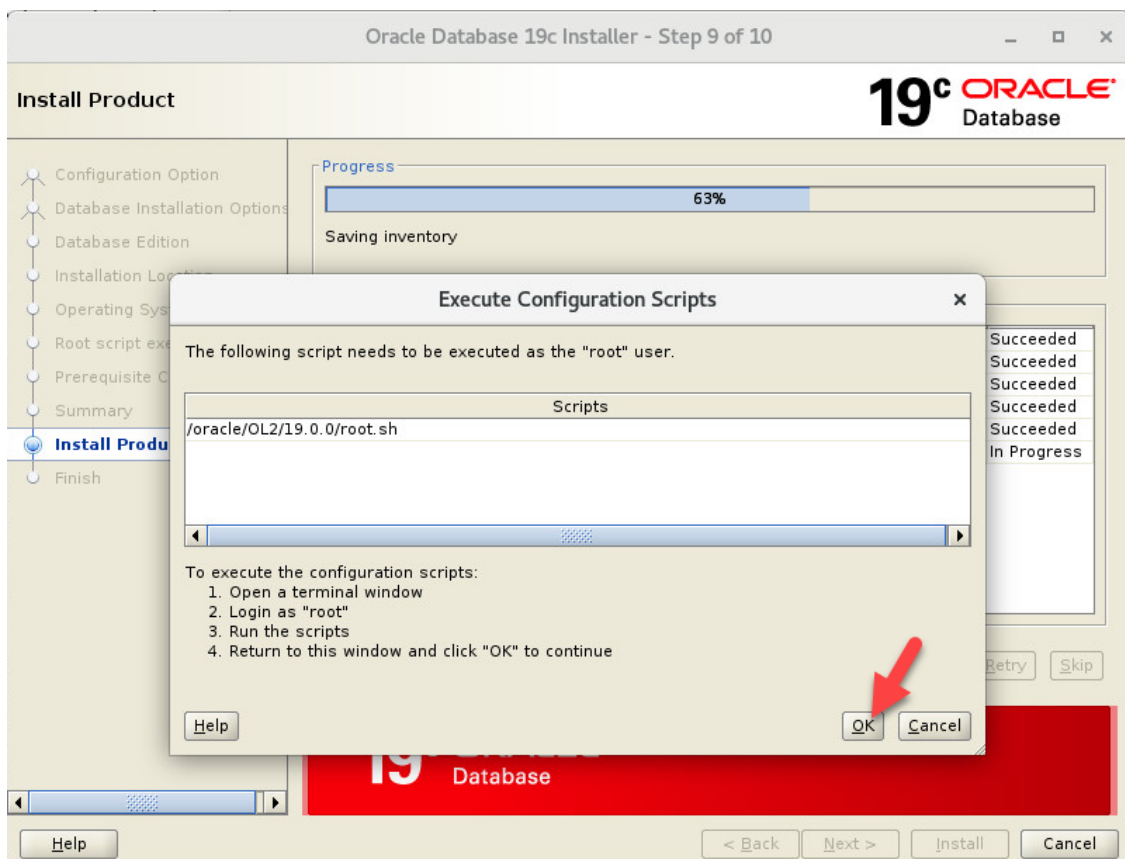 Oracle Database 19c Installer - Step 9 of 10
Install Product
19c ORACLE
Database
Configuration Option
Database Installation Options
Database Edition
Installation
Operating
Root script
Prerequisite
Summary
Install
Finish
Progress
63%
Saving inventory
Succeeded
Succeeded
Succeeded
Succeeded
Succeeded
In Progress
Execute Configuration Scripts
The following script needs to be executed as the "root" user.
Scripts
/oracle/OL2/19.0.0/root.sh
To execute the configuration scripts:
1. Open a terminal window
2. Login as "root"
3. Run the scripts
4. Return to this window and click "OK" to continue
Help
OK
Cancel
Retry
Skip
19
Database
Help
< Back
Next >
Install
Cancel